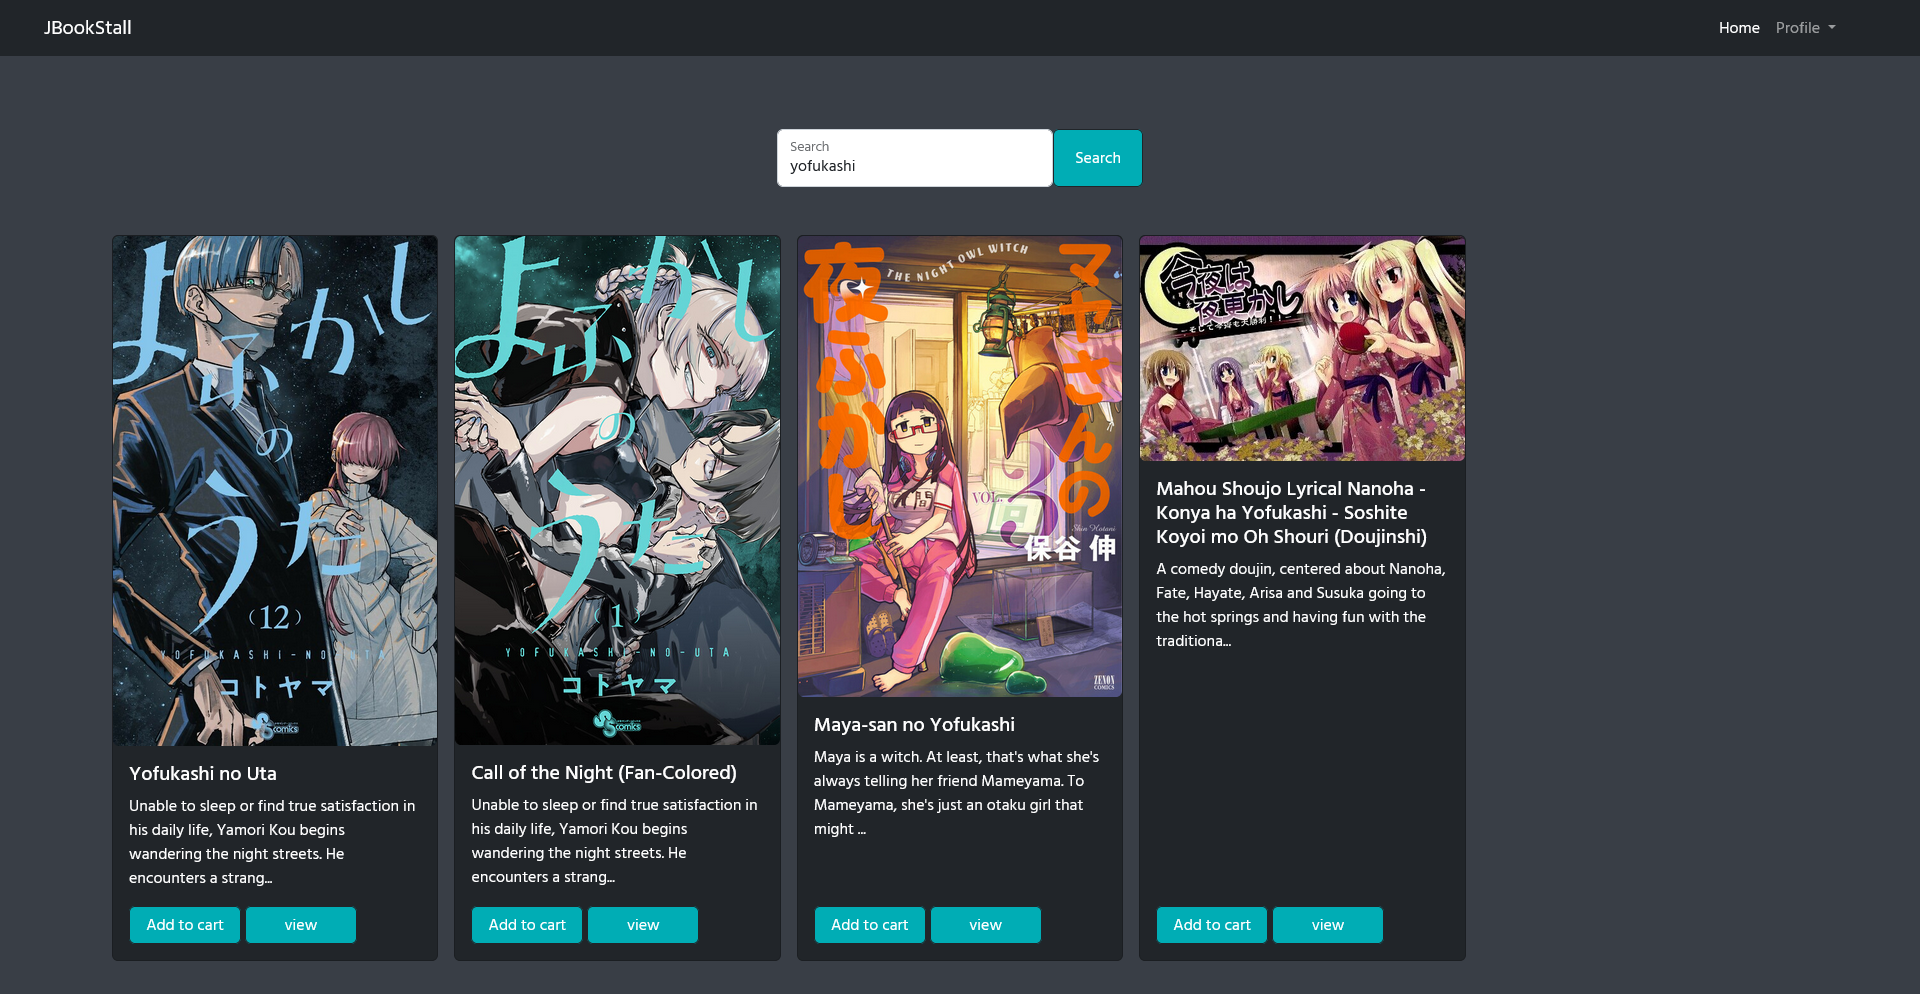 JBookStall
Home
Profile
Search
yofukashi
Search
よふかしのうた
(12)
YOFUKASHI-NO-UTA
コトヤマ
comics
Yofukashi no Uta
Unable to sleep or find true satisfaction in
his daily life, Yamori Kou begins
wandering the night streets. He
encounters a strang...
Add to cart
view
よふかしのうた
(1)
YOFUKASHI-NO-UTA
コトヤマ
comics
Call of the Night (Fan-Colored)
Unable to sleep or find true satisfaction in
his daily life, Yamori Kou begins
wandering the night streets. He
encounters a strang...
Add to cart
view
THE NIGHT OWL WITCH
マヤさんの
夜ふかし
VOL. 3
Shin Hotani
保谷 伸
ZENON
COMICS
Maya-san no Yofukashi
Maya is a witch. At least, that's what she's
always telling her friend Mameyama. To
Mameyama, she's just an otaku girl that
might ...
Add to cart
view
今夜は
夜更かし
Mahou Shoujo Lyrical Nanoha -
Konya ha Yofukashi - Soshite
Koyoi mo Oh Shouri (Doujinshi)
A comedy doujin, centered about Nanoha,
Fate, Hayate, Arisa and Susuka going to
the hot springs and having fun with the
traditiona...
Add to cart
view